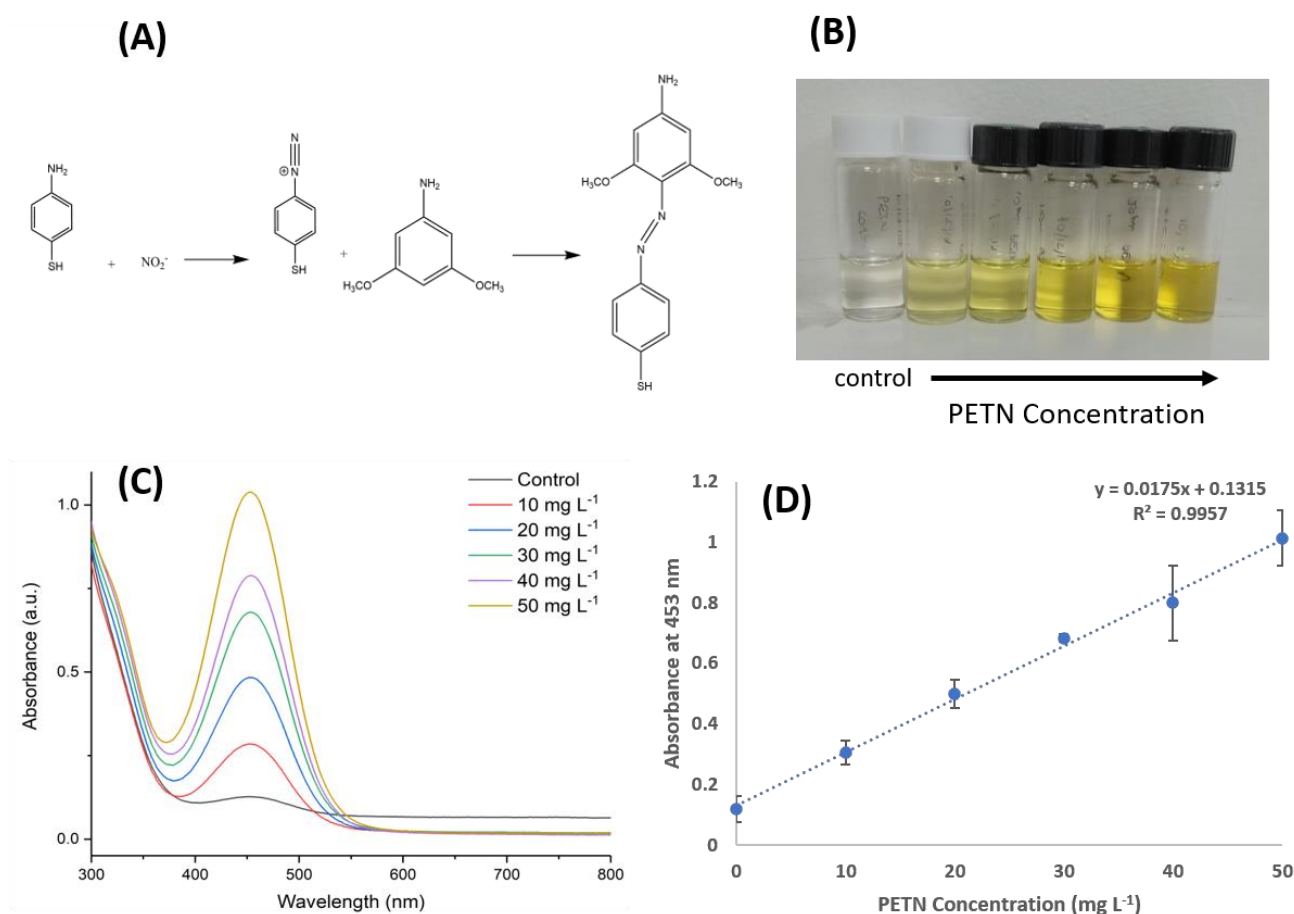 (A)
NH₂
SH
+
NO₂⁻
N
N
⊕
SH
+
NH₂
H₃CO
OCH₃
NH₂
H₃CO
OCH₃
N
N
SH
(B)
control
PETN Concentration
(C)
Control
10 mg L⁻¹
20 mg L⁻¹
30 mg L⁻¹
40 mg L⁻¹
50 mg L⁻¹
1.0
0.5
0.0
Absorbance (a.u.)
300
400
500
600
700
800
Wavelength (nm)
(D)
y = 0.0175x + 0.1315
R² = 0.9957
1.2
1
0.8
0.6
0.4
0.2
0
Absorbance at 453 nm
0
10
20
30
40
50
PETN Concentration (mg L⁻¹)